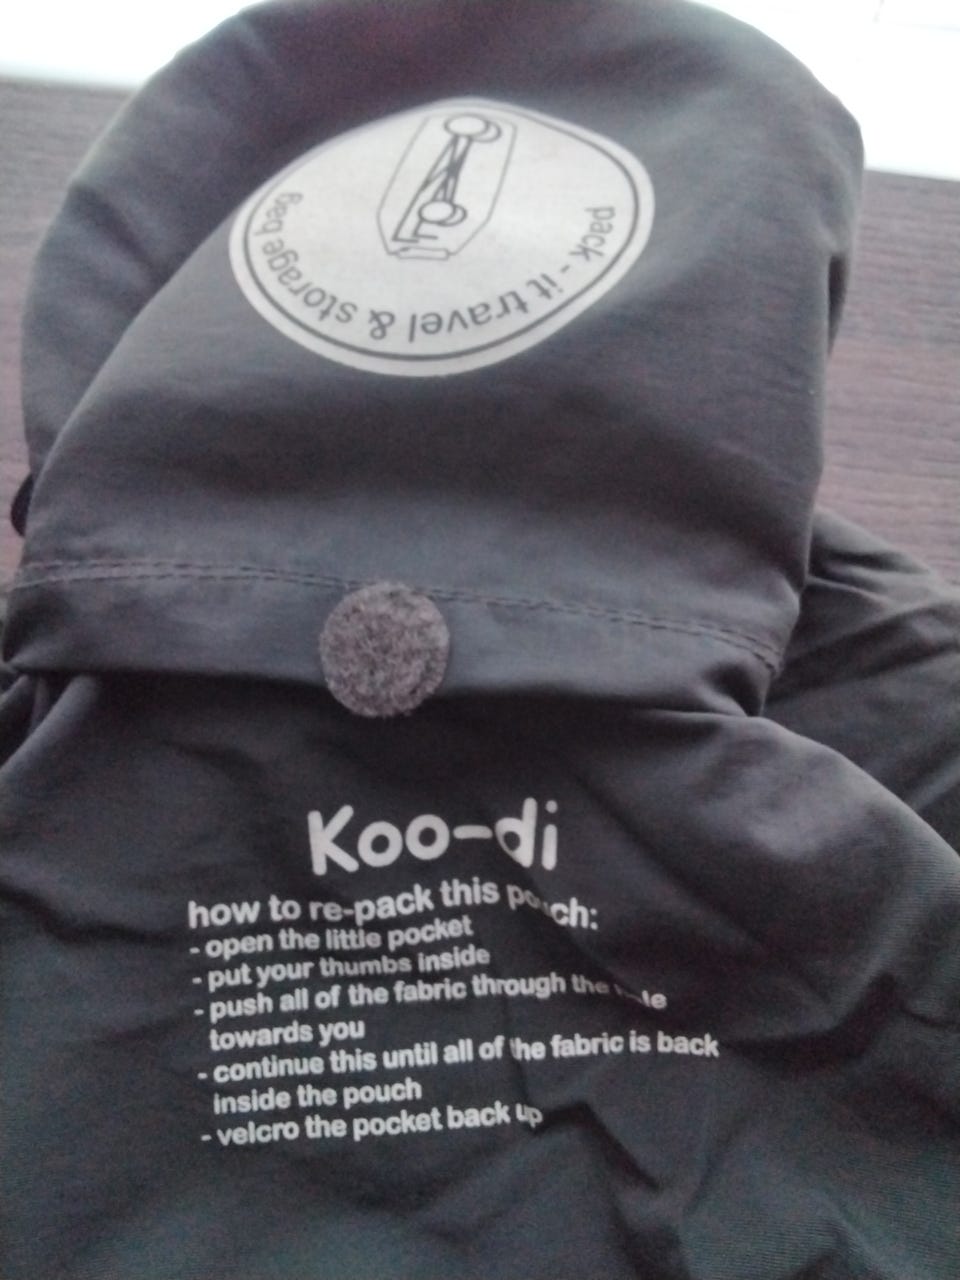 pack - it travel & storage bag
Koo-di
how to re-pack this pouch:
- open the little pocket
- put your thumbs inside
- push all of the fabric through the hole
towards you
- continue this until all of the fabric is back
inside the pouch
- velcro the pocket back up